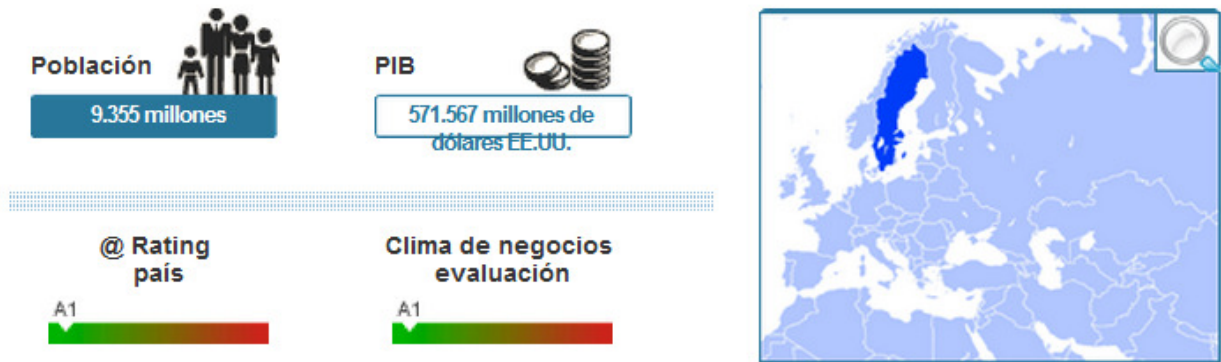 Población
9.355 millones
PIB
571.567 millones de
dólares EE.UU.
@ Rating
país
A1
Clima de negocios
evaluación
A1